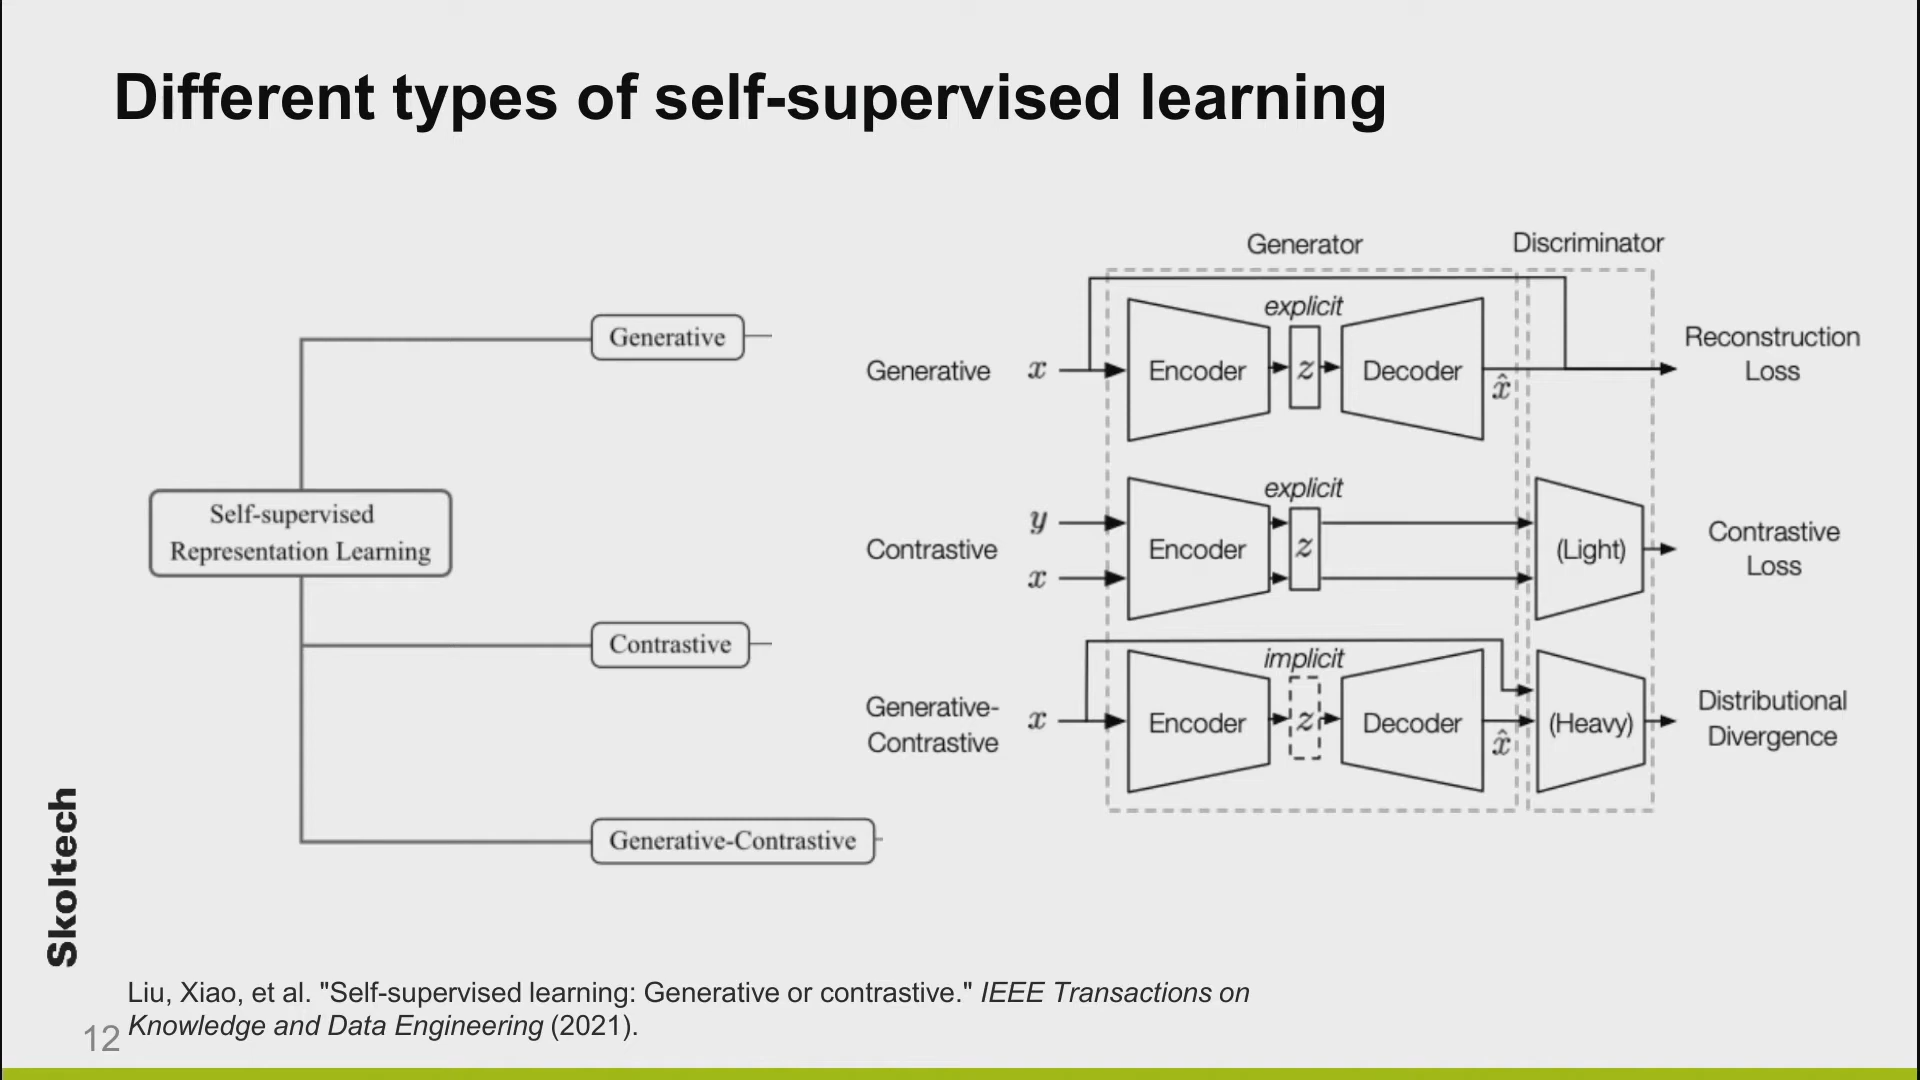 Different types of self-supervised learning
Generative
Self-supervised
Representation Learning
Contrastive
Generative-Contrastive
Generator
Discriminator
Generative
x
Encoder
explicit
z
Decoder
x̂
Reconstruction
Loss
Contrastive
y
x
Encoder
explicit
z
(Light)
Contrastive
Loss
Generative-
Contrastive
x
Encoder
implicit
z
Decoder
x̂
(Heavy)
Distributional
Divergence
Skoltech
Liu, Xiao, et al. "Self-supervised learning: Generative or contrastive." IEEE Transactions on
Knowledge and Data Engineering (2021).
12